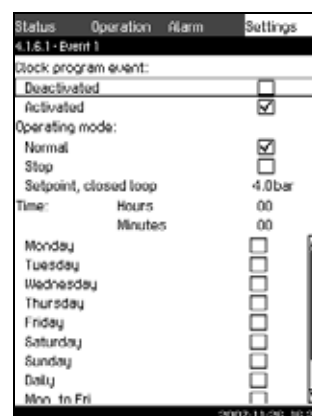 Status Operation Alarm Settings
4.1.6.1 - Event 1
Clock program event:
Deactivated
Activated
Operating mode:
Normal
Stop
Setpoint, closed loop 4.0bar
Time: Hours 00
Minutes 00
Monday
Tuesday
Wednesday
Thursday
Friday
Saturday
Sunday
Daily
Mon. to Fri